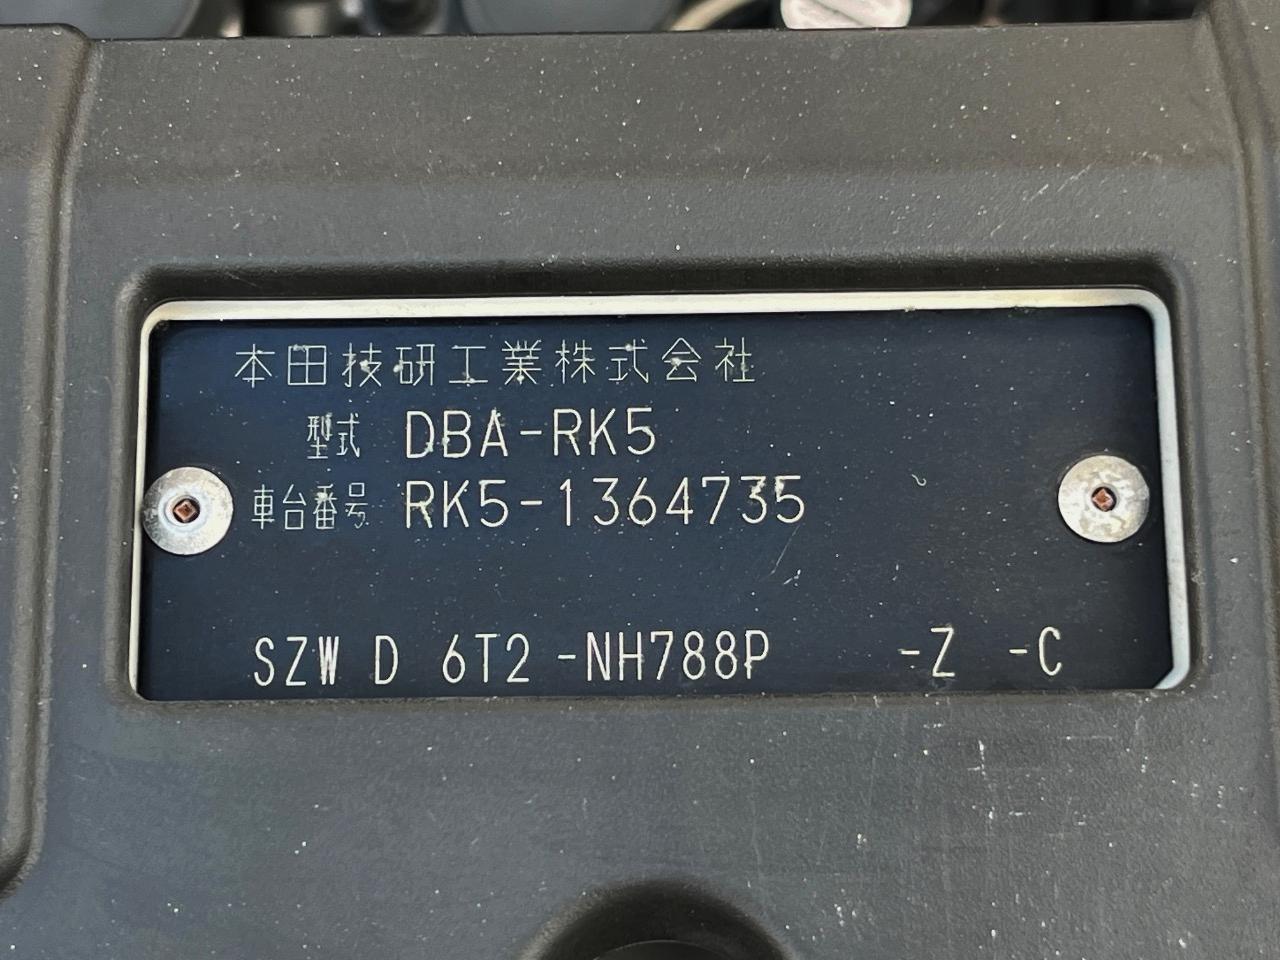 本田技研工業株式会社
型式 DBA-RK5
車台番号 RK5-1364735
SZW D 6T2 -NH788P -Z -C